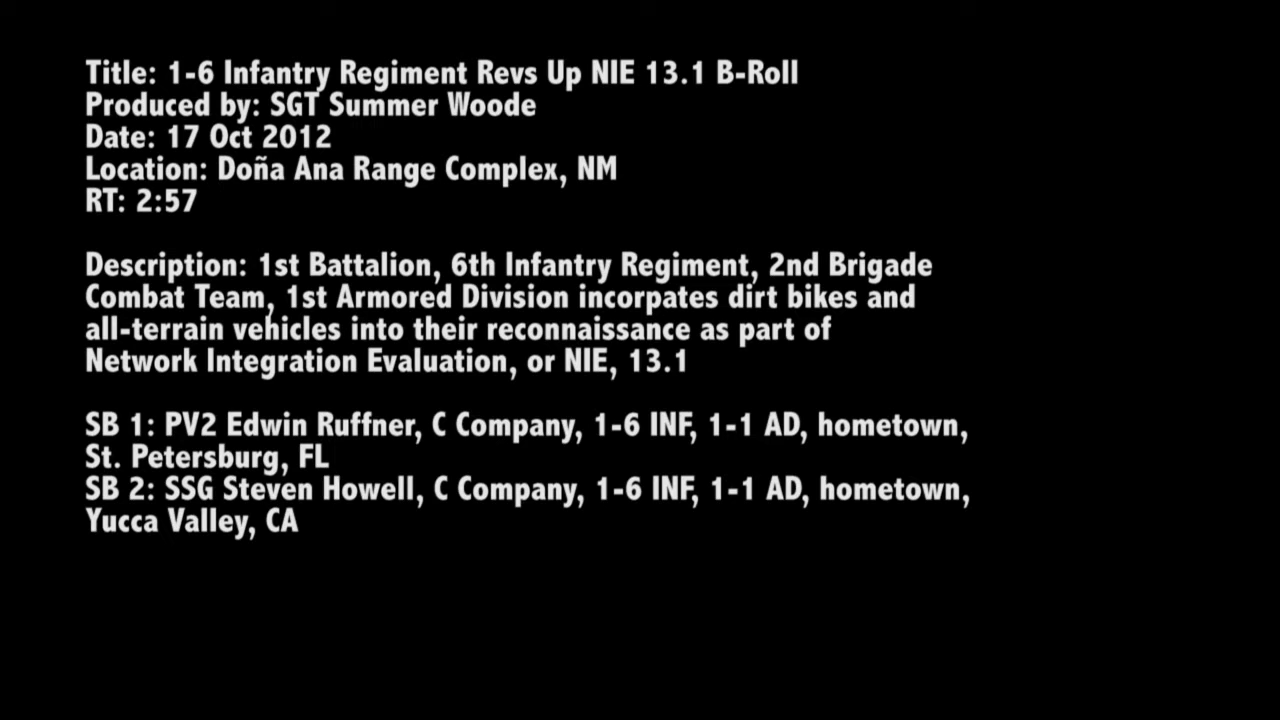 Title: 1-6 Infantry Regiment Revs Up NIE 13.1 B-Roll
Produced by: SGT Summer Woode
Date: 17 Oct 2012
Location: Doña Ana Range Complex, NM
RT: 2:57
Description: 1st Battalion, 6th Infantry Regiment, 2nd Brigade
Combat Team, 1st Armored Division incorpates dirt bikes and
all-terrain vehicles into their reconnaissance as part of
Network Integration Evaluation, or NIE, 13.1
SB 1: PV2 Edwin Ruffner, C Company, 1-6 INF, 1-1 AD, hometown,
St. Petersburg, FL
SB 2: SSG Steven Howell, C Company, 1-6 INF, 1-1 AD, hometown,
Yucca Valley, CA